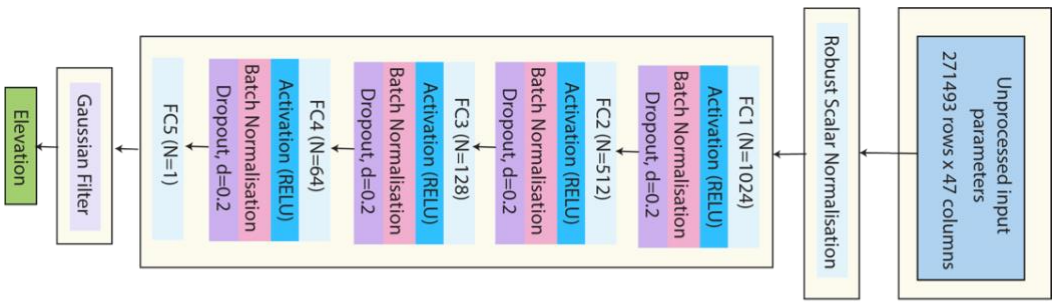 Unprocessed input
parameters
271493 rows x 47 columns
Robust Scalar Normalisation
FC1 (N=1024)
Activation (RELU)
Batch Normalisation
Dropout, d=0.2
FC2 (N=512)
Activation (RELU)
Batch Normalisation
Dropout, d=0.2
FC3 (N=128)
Activation (RELU)
Batch Normalisation
Dropout, d=0.2
FC4 (N=64)
Activation (RELU)
Batch Normalisation
Dropout, d=0.2
FC5 (N=1)
Gaussian Filter
Elevation